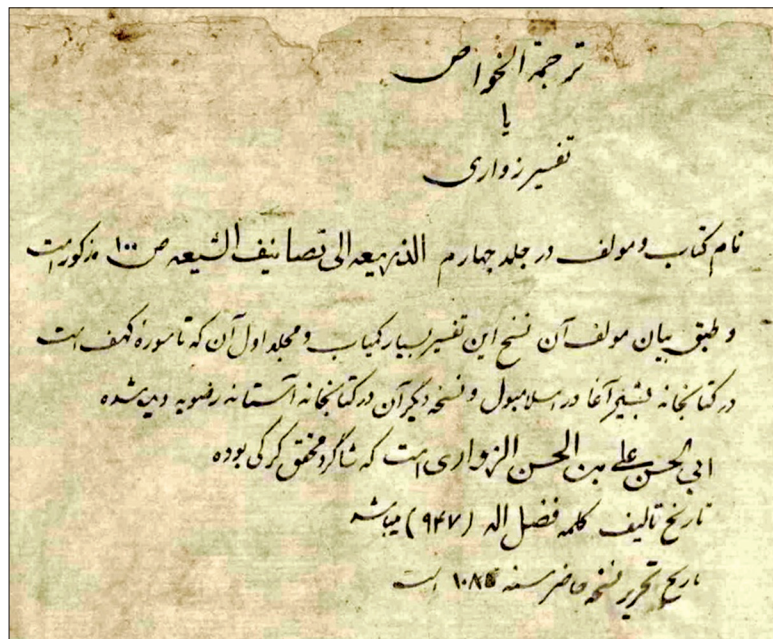 ترجمة الخواص
یا
تفسیر زواری
نام کتاب و مولف در جلد چهارم الذریعه الی تصانیف الشیعه ص ۱۰۰ مذکور است
و طبق بیان مولف آن نسخ این تفسیر بسیار کمیاب و مجلد اول آن که تا سوره کهف است
در کتابخانه بشیر آغا در اسلامبول و نسخه دیگر آن در کتابخانه آستانه رضویه دیده شده
ابی الحسن علی بن الحسن الزواری است که شاگرد محقق کرکی بوده
تاریخ تالیف کلمه فضل اله (۹۴۷) میباشد
تاریخ تحریر نسخه حاضر سنه است